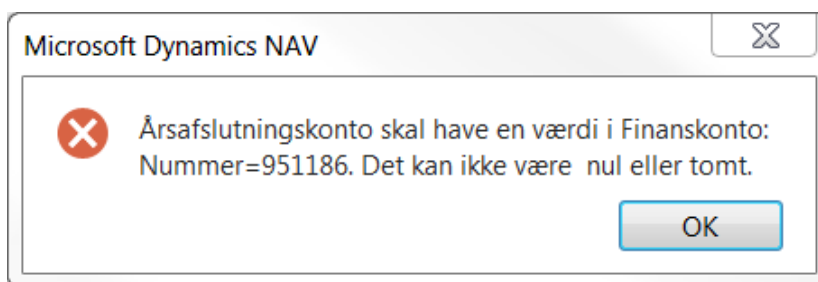 Microsoft Dynamics NAV
Årsafslutningskonto skal have en værdi i Finanskonto:
Nummer=951186. Det kan ikke være  nul eller tomt.
OK